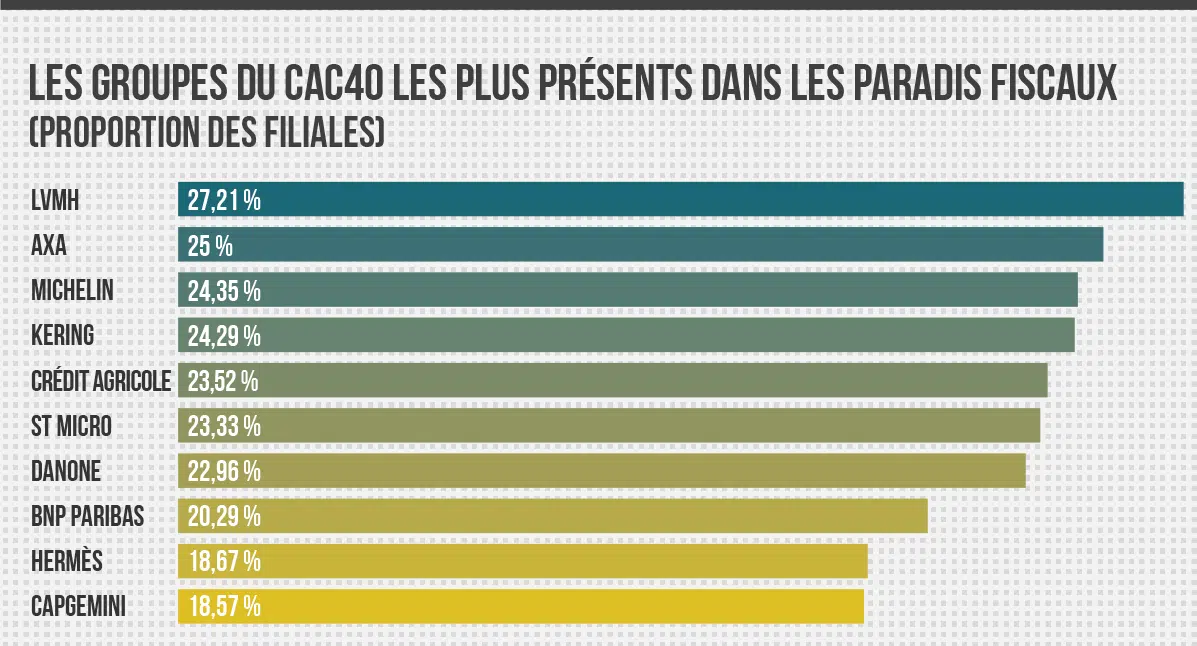 LES GROUPES DU CAC40 LES PLUS PRÉSENTS DANS LES PARADIS FISCAUX
(PROPORTION DES FILIALES)
LVMH 27,21 %
AXA 25 %
MICHELIN 24,35 %
KERING 24,29 %
CRÉDIT AGRICOLE 23,52 %
ST MICRO 23,33 %
DANONE 22,96 %
BNP PARIBAS 20,29 %
HERMÈS 18,67 %
CAPGEMINI 18,57 %